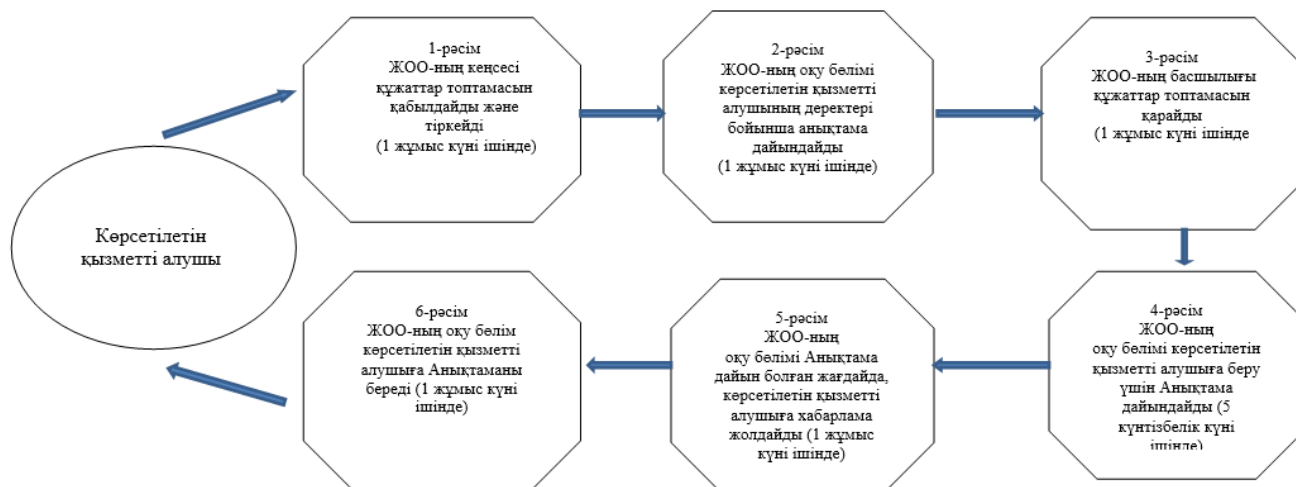 Көрсетілетін
қызметті алушы
1-рәсім
ЖОО-ның кеңсесі
құжаттар топтамасын
қабылдайды және
тіркейді
(1 жұмыс күні ішінде)
2-рәсім
ЖОО-ның оқу бөлімі
көрсетілетін қызметті
алушының деректері
бойынша анықтама
дайындайды
(1 жұмыс күні ішінде)
3-рәсім
ЖОО-ның басшылығы
құжаттар топтамасын
қарайды
(1 жұмыс күні ішінде
4-рәсім
ЖОО-ның
оқу бөлімі көрсетілетін
қызметті алушыға беру
үшін Анықтама
дайындайды (5
күнтізбелік күні
ішінде)
5-рәсім
ЖОО-ның
оқу бөлімі Анықтама
дайын болған жағдайда,
көрсетілетін қызметті
алушыға хабарлама
жолдайды (1 жұмыс
күні ішінде)
6-рәсім
ЖОО-ның оқу бөлім
көрсетілетін қызметті
алушыға Анықтаманы
береді (1 жұмыс күні
ішінде)